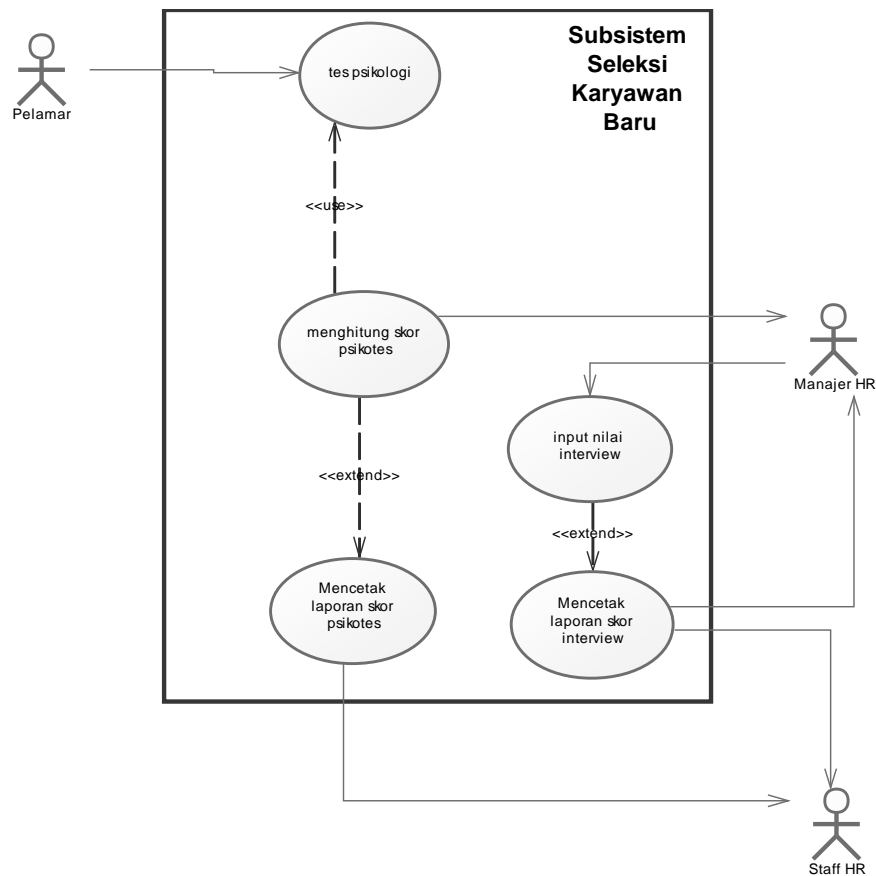 Subsistem
Seleksi
Karyawan
Baru
tes psikologi
Pelamar
<<use>>
menghitung skor
psikotes
Manajer HR
input nilai
interview
<<extend>>
<<extend>>
Mencetak
laporan skor
psikotes
Mencetak
laporan skor
interview
Staff HR